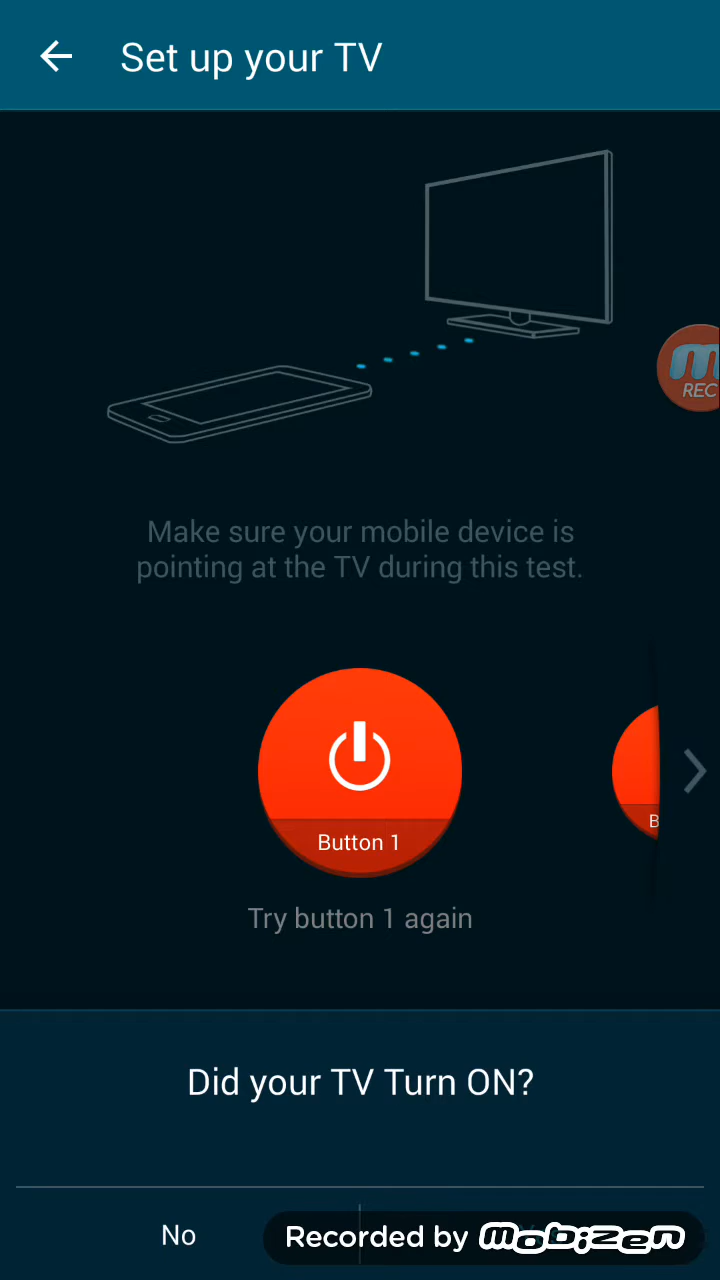 Set up your TV
REC
Make sure your mobile device is
pointing at the TV during this test.
Button 1
B
Try button 1 again
Did your TV Turn ON?
No
Recorded by mobizen